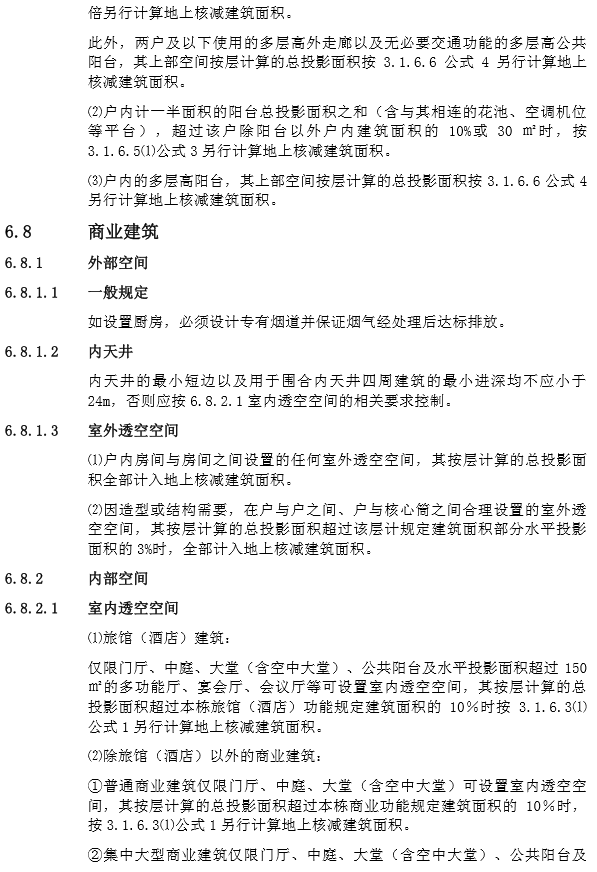 倍另行计算地上核减建筑面积。
此外，两户及以下使用的多层高外走廊以及无必要交通功能的多层高公共
阳台，其上部空间按层计算的总投影面积按 3.1.6.6 公式 4 另行计算地上
核减建筑面积。
⑵户内计一半面积的阳台总投影面积之和（含与其相连的花池、空调机位
等平台），超过该户除阳台以外户内建筑面积的 10%或 30 ㎡时，按
3.1.6.5⑴公式 3 另行计算地上核减建筑面积。
⑶户内的多层高阳台，其上部空间按层计算的总投影面积按 3.1.6.6 公式 4
另行计算地上核减建筑面积。
6.8 商业建筑
6.8.1 外部空间
6.8.1.1 一般规定
如设置厨房，必须设计专有烟道并保证烟气经处理后达标排放。
6.8.1.2 内天井
内天井的最小短边以及用于围合内天井四周建筑的最小进深均不应小于
24m，否则应按 6.8.2.1 室内透空空间的相关要求控制。
6.8.1.3 室外透空空间
⑴户内房间与房间之间设置的任何室外透空空间，其按层计算的总投影面
积全部计入地上核减建筑面积。
⑵因造型或结构需要，在户与户之间、户与核心筒之间合理设置的室外透
空空间，其按层计算的总投影面积超过该层计规定建筑面积部分水平投影
面积的 3%时，全部计入地上核减建筑面积。
6.8.2 内部空间
6.8.2.1 室内透空空间
⑴旅馆（酒店）建筑：
仅限门厅、中庭、大堂（含空中大堂）、公共阳台及水平投影面积超过 150
㎡的多功能厅、宴会厅、会议厅等可设置室内透空空间，其按层计算的总
投影面积超过本栋旅馆（酒店）功能规定建筑面积的 10％时按 3.1.6.3⑴
公式 1 另行计算地上核减建筑面积。
⑵除旅馆（酒店）以外的商业建筑：
①普通商业建筑仅限门厅、中庭、大堂（含空中大堂）可设置室内透空空
间，其按层计算的总投影面积超过本栋商业功能规定建筑面积的 10％时，
按 3.1.6.3⑴公式 1 另行计算地上核减建筑面积。
②集中大型商业建筑仅限门厅、中庭、大堂（含空中大堂）、公共阳台及